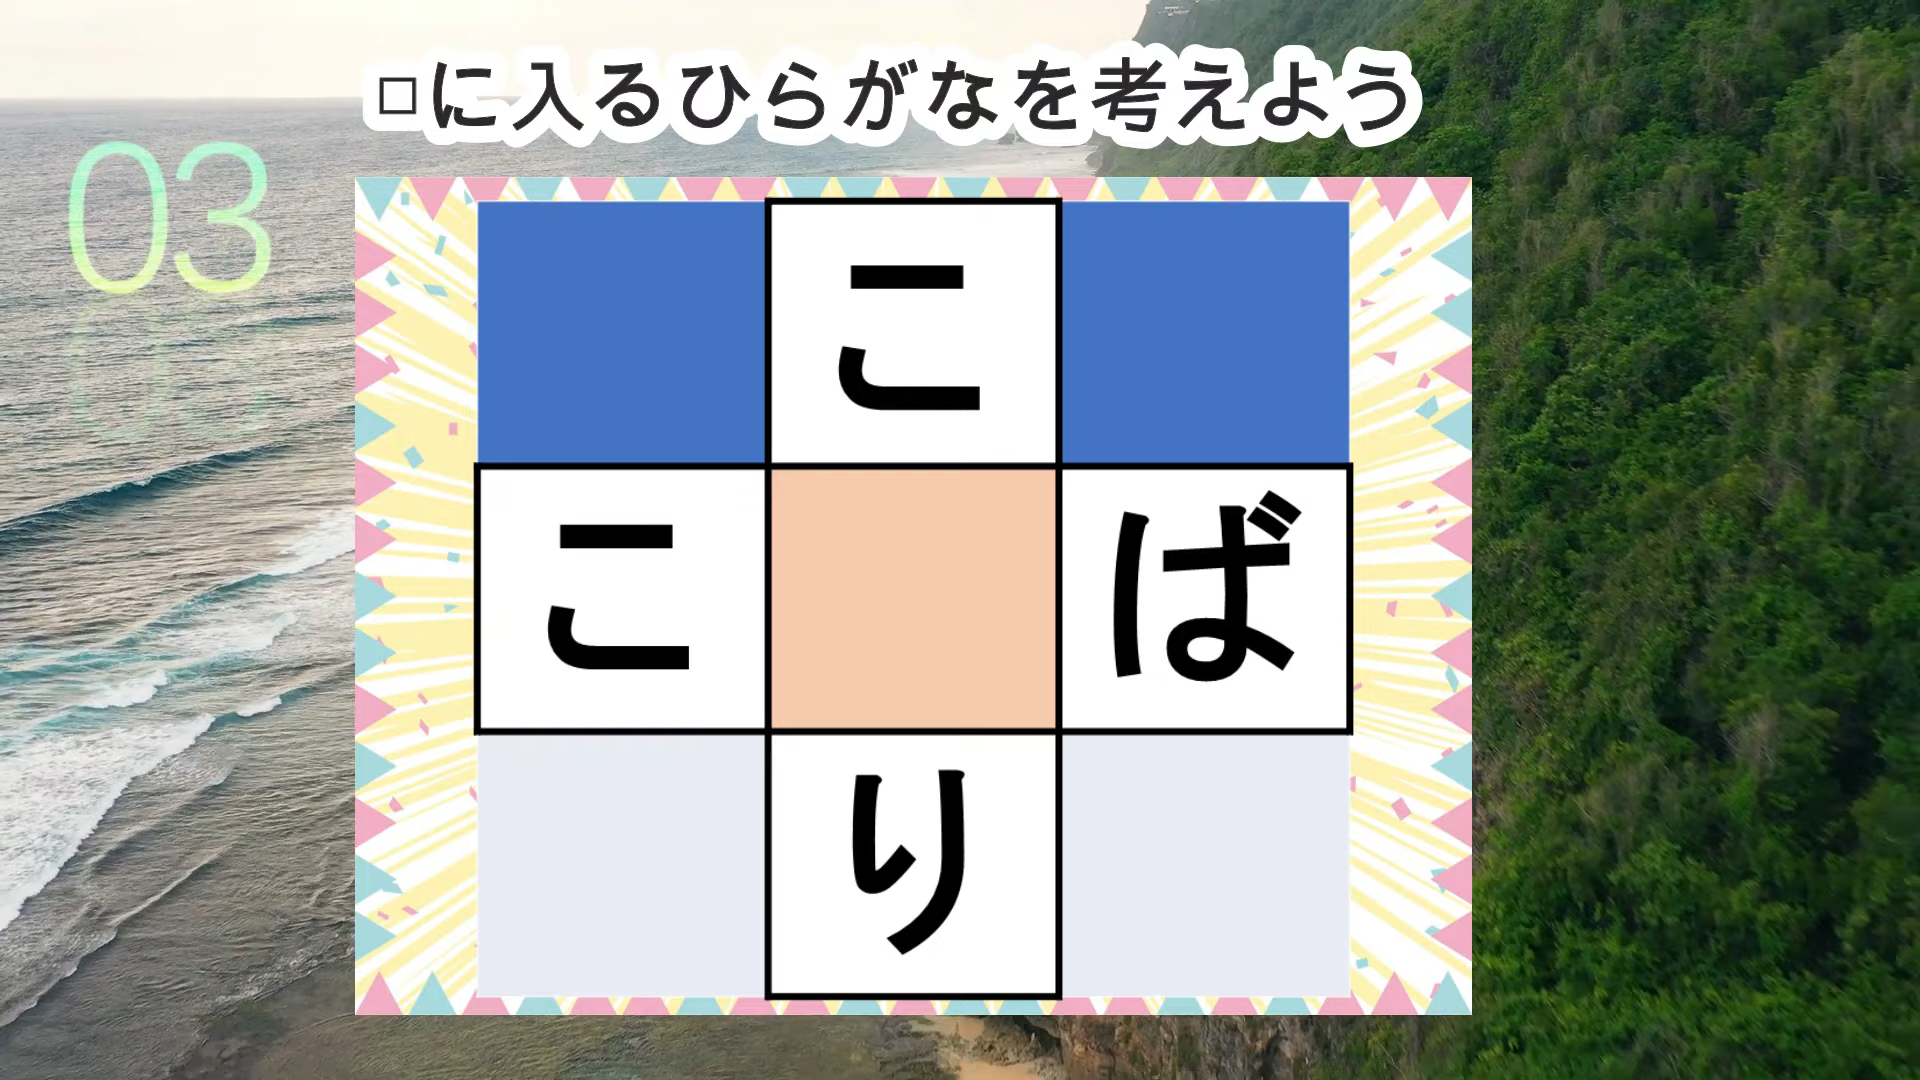 □に入るひらがなを考えよう
03
こ
こ ば
り